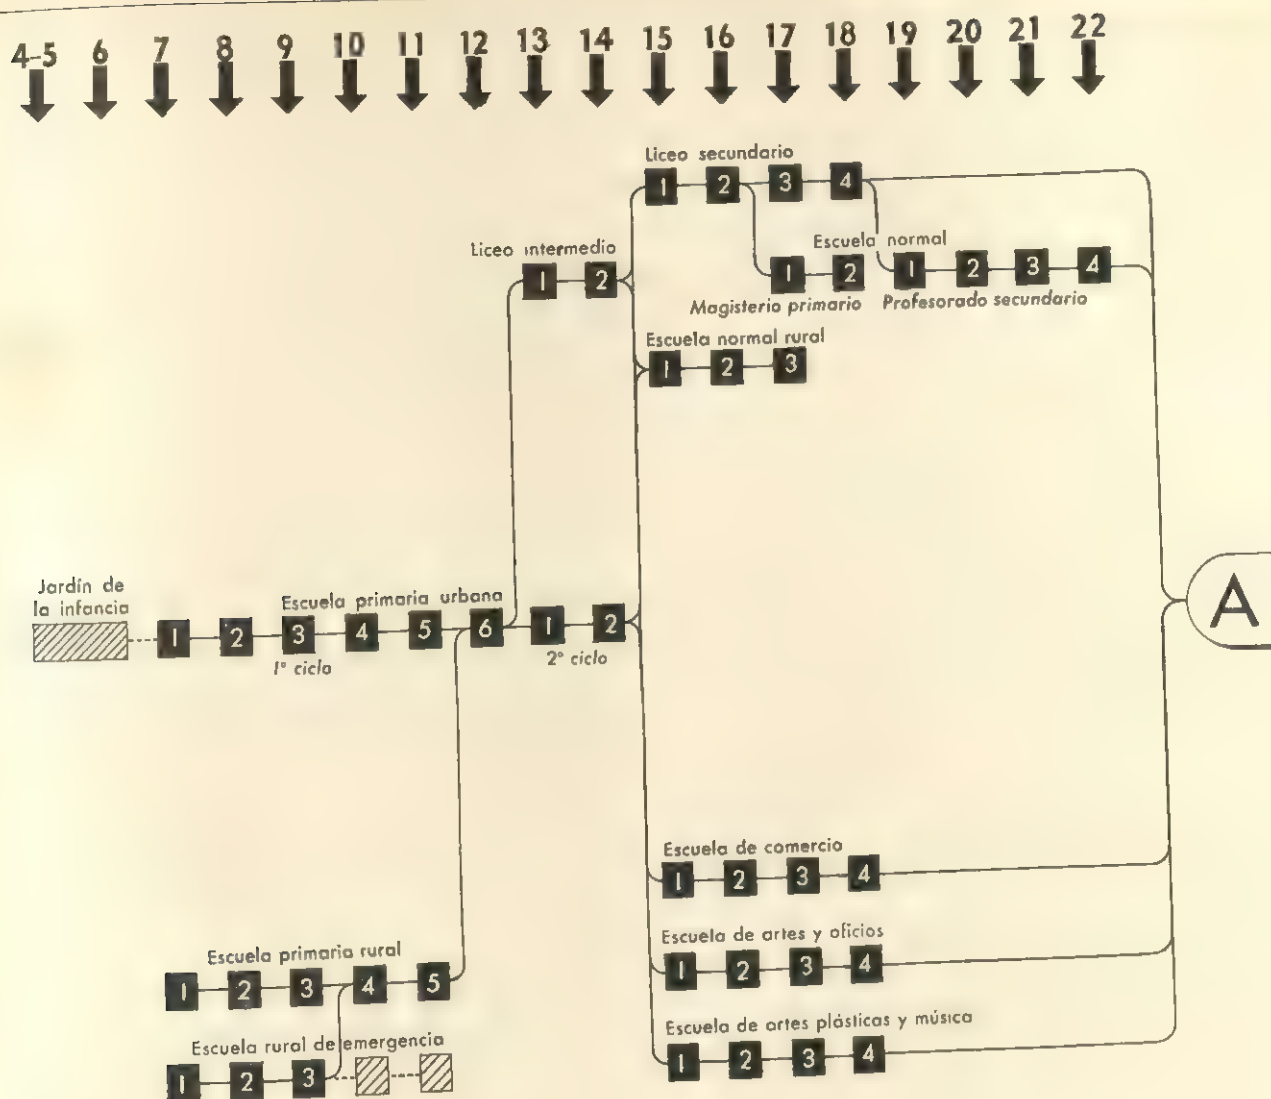 4-5 6 7 8 9 10 11 12 13 14 15 16 17 18 19 20 21 22
Liceo secundario
1 2 3 4
Liceo intermedio
1 2
Escuela normal
1 2 1 2 3 4
Magisterio primario Profesorado secundario
Escuela normal rural
1 2 3
Jardín de
la infancia
Escuela primaria urbana
1 2 3 4 5 6 1 2
1° ciclo 2° ciclo
A
Escuela de comercio
1 2 3 4
Escuela de artes y oficios
1 2 3 4
Escuela primaria rural
1 2 3 4 5
Escuela de artes plásticas y música
1 2 3 4
Escuela rural de emergencia
1 2 3